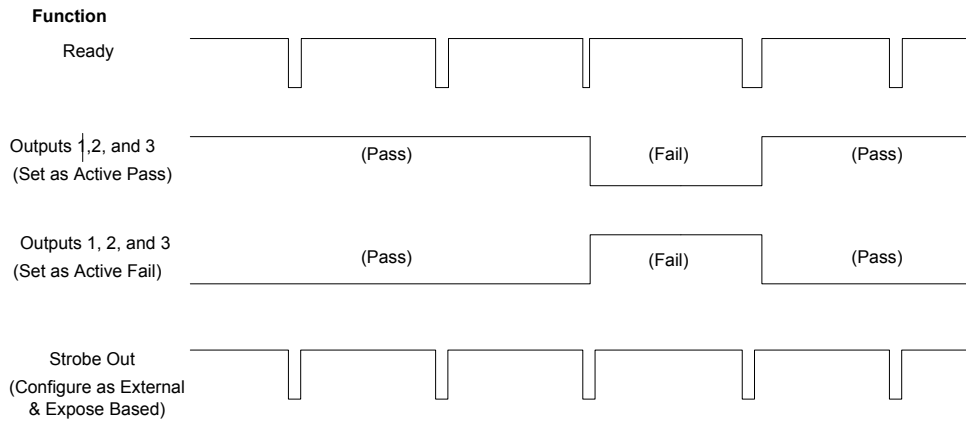 Function
Ready
Outputs 1,2, and 3
(Set as Active Pass)
(Pass)
(Fail)
(Pass)
Outputs 1, 2, and 3
(Set as Active Fail)
(Pass)
(Fail)
(Pass)
Strobe Out
(Configure as External
& Expose Based)